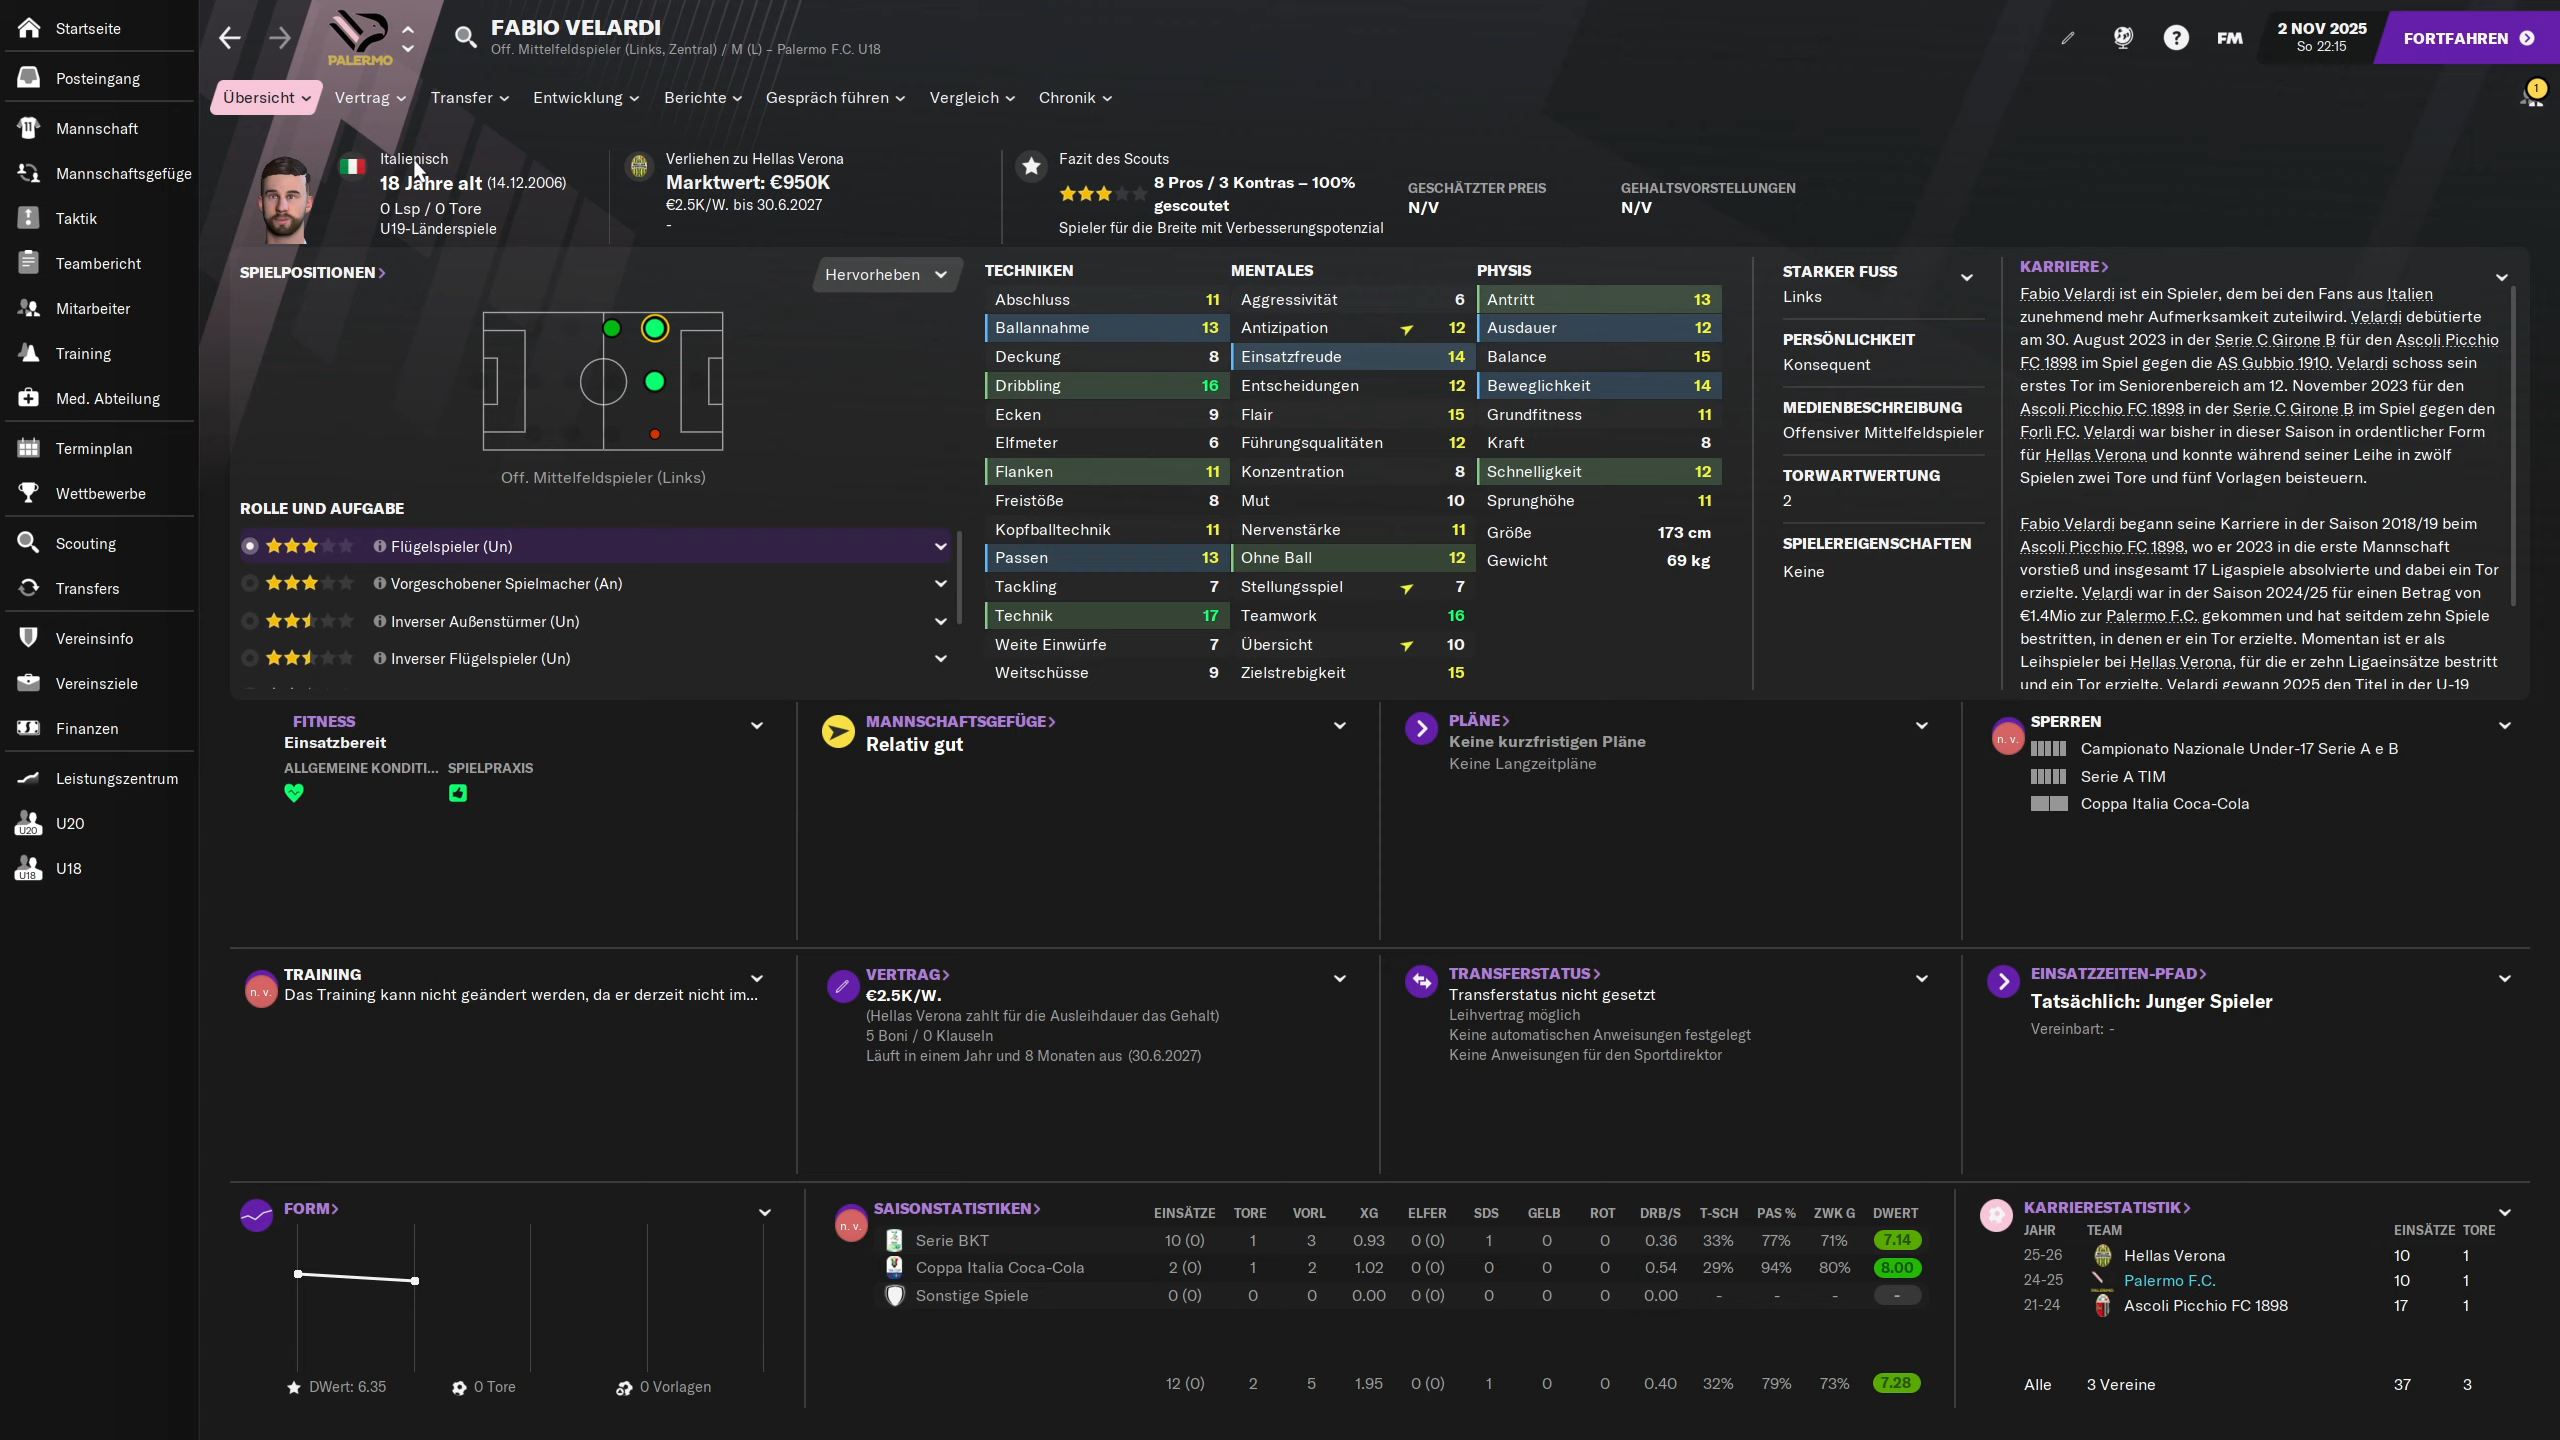 Startseite
Posteingang
Mannschaft
Mannschaftsgefüge
Taktik
Teambericht
Mitarbeiter
Training
Med. Abteilung
Terminplan
Wettbewerbe
Scouting
Transfers
Vereinsinfo
Vereinsziele
Finanzen
Leistungszentrum
U20
U20
U18
U18
PALERMO
FABIO VELARDI
Off. Mittelfeldspieler (Links, Zentral) / M (L) – Palermo F.C. U18
FM
2 NOV 2025
So 22:15
FORTFAHREN
1
Übersicht Vertrag Transfer Entwicklung Berichte Gespräch führen Vergleich Chronik
Italienisch
18 Jahre alt (14.12.2006)
0 Lsp / 0 Tore
U19-Länderspiele
Verliehen zu Hellas Verona
Marktwert: €950K
€2.5K/W. bis 30.6.2027
-
Fazit des Scouts
8 Pros / 3 Kontras – 100%
gescoutet
Spieler für die Breite mit Verbesserungspotenzial
GESCHÄTZTER PREIS
N/V
GEHALTSVORSTELLUNGEN
N/V
SPIELPOSITIONEN
Hervorheben
Off. Mittelfeldspieler (Links)
ROLLE UND AUFGABE
Flügelspieler (Un)
Vorgeschobener Spielmacher (An)
Inverser Außenstürmer (Un)
Inverser Flügelspieler (Un)
TECHNIKEN
Abschluss 11
Ballannahme 13
Deckung 8
Dribbling 16
Ecken 9
Elfmeter 6
Flanken 11
Freistöße 8
Kopfballtechnik 11
Passen 13
Tackling 7
Technik 17
Weite Einwürfe 7
Weitschüsse 9
MENTALES
Aggressivität 6
Antizipation 12
Einsatzfreude 14
Entscheidungen 12
Flair 15
Führungsqualitäten 12
Konzentration 8
Mut 10
Nervenstärke 11
Ohne Ball 12
Stellungsspiel 7
Teamwork 16
Übersicht 10
Zielstrebigkeit 15
PHYSIS
Antritt 13
Ausdauer 12
Balance 15
Beweglichkeit 14
Grundfitness 11
Kraft 8
Schnelligkeit 12
Sprunghöhe 11
Größe 173 cm
Gewicht 69 kg
STARKER FUSS
Links
PERSÖNLICHKEIT
Konsequent
MEDIENBESCHREIBUNG
Offensiver Mittelfeldspieler
TORWARTWERTUNG
2
SPIELEREIGENSCHAFTEN
Keine
KARRIERE
Fabio Velardi ist ein Spieler, dem bei den Fans aus Italien
zunehmend mehr Aufmerksamkeit zuteilwird. Velardi debütierte
am 30. August 2023 in der Serie C Girone B für den Ascoli Picchio
FC 1898 im Spiel gegen die AS Gubbio 1910. Velardi schoss sein
erstes Tor im Seniorenbereich am 12. November 2023 für den
Ascoli Picchio FC 1898 in der Serie C Girone B im Spiel gegen den
Forlì FC. Velardi war bisher in dieser Saison in ordentlicher Form
für Hellas Verona und konnte während seiner Leihe in zwölf
Spielen zwei Tore und fünf Vorlagen beisteuern.
Fabio Velardi begann seine Karriere in der Saison 2018/19 beim
Ascoli Picchio FC 1898, wo er 2023 in die erste Mannschaft
vorstieß und insgesamt 17 Ligaspiele absolvierte und dabei ein Tor
erzielte. Velardi war in der Saison 2024/25 für einen Betrag von
€1.4Mio zur Palermo F.C. gekommen und hat seitdem zehn Spiele
bestritten, in denen er ein Tor erzielte. Momentan ist er als
Leihspieler bei Hellas Verona, für die er zehn Ligaeinsätze bestritt
und ein Tor erzielte. Velardi gewann 2025 den Titel in der U-19
FITNESS
Einsatzbereit
ALLGEMEINE KONDITI... SPIELPRAXIS
MANNSCHAFTSGEFÜGE
Relativ gut
PLÄNE
Keine kurzfristigen Pläne
Keine Langzeitpläne
n. v.
SPERREN
Campionato Nazionale Under-17 Serie A e B
Serie A TIM
Coppa Italia Coca-Cola
n. v.
TRAINING
Das Training kann nicht geändert werden, da er derzeit nicht im...
VERTRAG
€2.5K/W.
(Hellas Verona zahlt für die Ausleihdauer das Gehalt)
5 Boni / 0 Klauseln
Läuft in einem Jahr und 8 Monaten aus (30.6.2027)
TRANSFERSTATUS
Transferstatus nicht gesetzt
Leihvertrag möglich
Keine automatischen Anweisungen festgelegt
Keine Anweisungen für den Sportdirektor
EINSATZZEITEN-PFAD
Tatsächlich: Junger Spieler
Vereinbart: -
FORM
DWert: 6.35 0 Tore 0 Vorlagen
n. v.
SAISONSTATISTIKEN EINSÄTZE TORE VORL XG ELFER SDS GELB ROT DRB/S T-SCH PAS % ZWK G DWERT
Serie BKT 10 (0) 1 3 0.93 0 (0) 1 0 0 0.36 33% 77% 71% 7.14
Coppa Italia Coca-Cola 2 (0) 1 2 1.02 0 (0) 0 0 0 0.54 29% 94% 80% 8.00
Sonstige Spiele 0 (0) 0 0 0.00 0 (0) 0 0 0 0.00 - - - -
12 (0) 2 5 1.95 0 (0) 1 0 0 0.40 32% 79% 73% 7.28
KARRIERESTATISTIK
JAHR TEAM EINSÄTZE TORE
25-26 Hellas Verona 10 1
24-25 Palermo F.C. 10 1
21-24 Ascoli Picchio FC 1898 17 1
Alle 3 Vereine 37 3